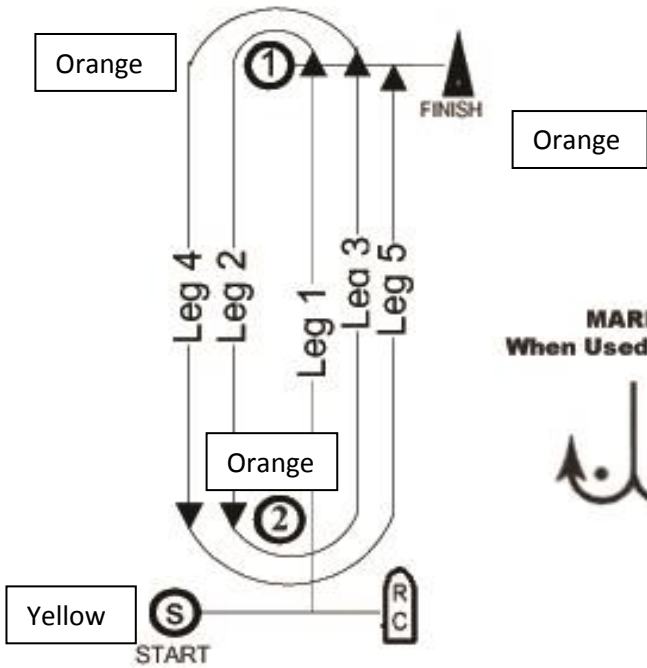 Orange
1
FINISH
Orange
Leg 4
Leg 2
Leg 1
Leg 3
Leg 5
When Used
Orange
2
Yellow
S
R
C
START